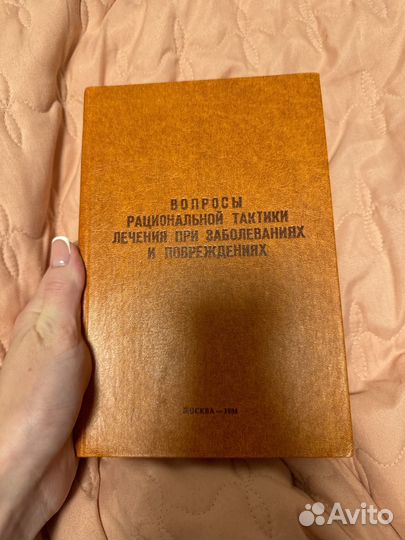 ВОПРОСЫ
РАЦИОНАЛЬНОЙ ТАКТИКИ
ЛЕЧЕНИЯ ПРИ ЗАБОЛЕВАНИЯХ
И ПОВРЕЖДЕНИЯХ
МОСКВА —
Avito